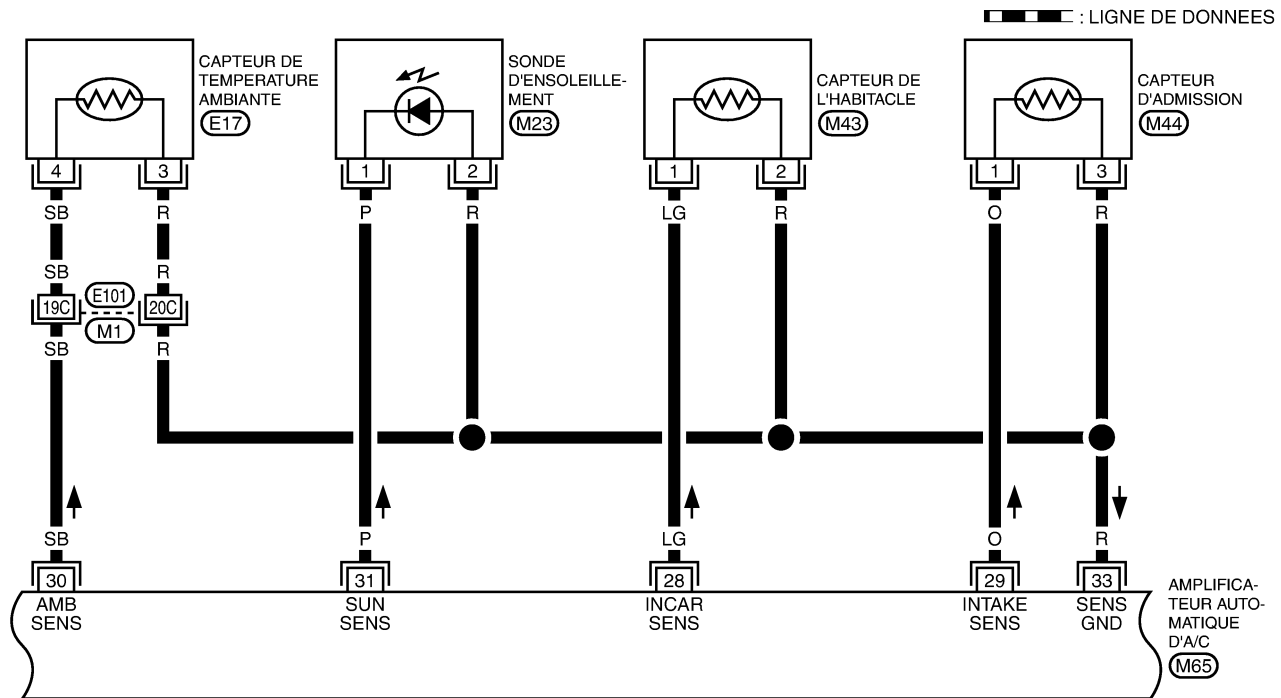 : LIGNE DE DONNEES
CAPTEUR DE
TEMPERATURE
AMBIANTE
E17
SONDE
D'ENSOLEILLE-
MENT
M23
CAPTEUR DE
L'HABITACLE
M43
CAPTEUR
D'ADMISSION
M44
4 3 1 2 1 2 1 3
SB R P R LG R O R
SB R
19C E101 20C
M1
SB R
SB P LG O R
30 31 28 29 33
AMB
SENS
SUN
SENS
INCAR
SENS
INTAKE
SENS
SENS
GND
AMPLIFICA-
TEUR AUTO-
MATIQUE
D'A/C
M65